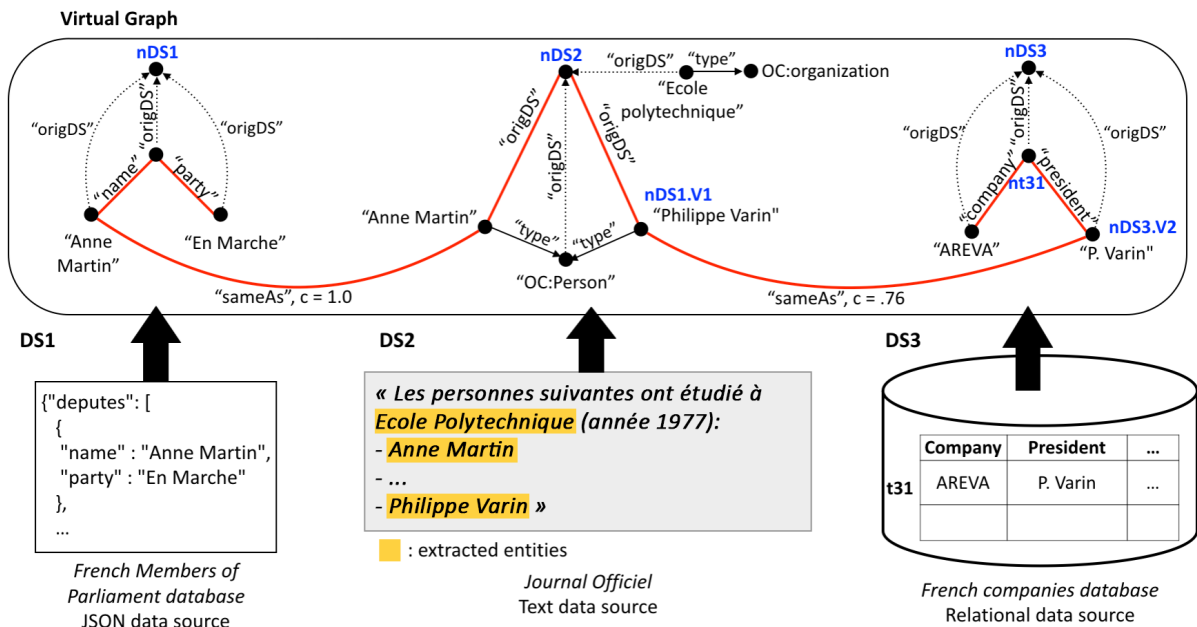 Virtual Graph
nDS1
nDS2
nDS3
“origDS”
“type”
OC:organization
“Ecole
polytechnique”
“origDS”
“origDS”
“origDS”
“name”
“party”
“Anne
Martin”
“En Marche”
“origDS”
“origDS”
“origDS”
nDS1.V1
“Anne Martin”
“Philippe Varin"
“type”
“type”
“OC:Person”
“origDS”
“origDS”
“origDS”
“company”
“president”
nt31
nDS3.V2
“AREVA”
“P. Varin"
“sameAs”, c = 1.0
“sameAs”, c = .76
DS1
DS2
DS3
{"deputes": [
{
"name" : "Anne Martin",
"party" : "En Marche"
},
...
French Members of
Parliament database
JSON data source
« Les personnes suivantes ont étudié à
Ecole Polytechnique (année 1977):
- Anne Martin
- ...
- Philippe Varin »
: extracted entities
Journal Officiel
Text data source
Company President ...
t31 AREVA P. Varin ...
French companies database
Relational data source